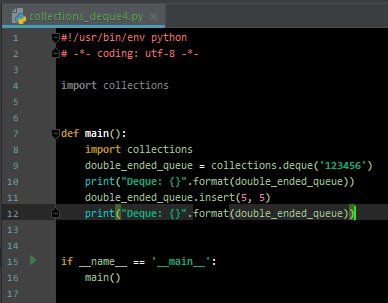 collections_deque4.py ×
1 #!/usr/bin/env python
2 # -*- coding: utf-8 -*-
3
4 import collections
5
6
7 def main():
8     import collections
9     double_ended_queue = collections.deque('123456')
10     print("Deque: {}".format(double_ended_queue))
11     double_ended_queue.insert(5, 5)
12     print("Deque: {}".format(double_ended_queue))
13
14
15 if __name__ == '__main__':
16     main()
17